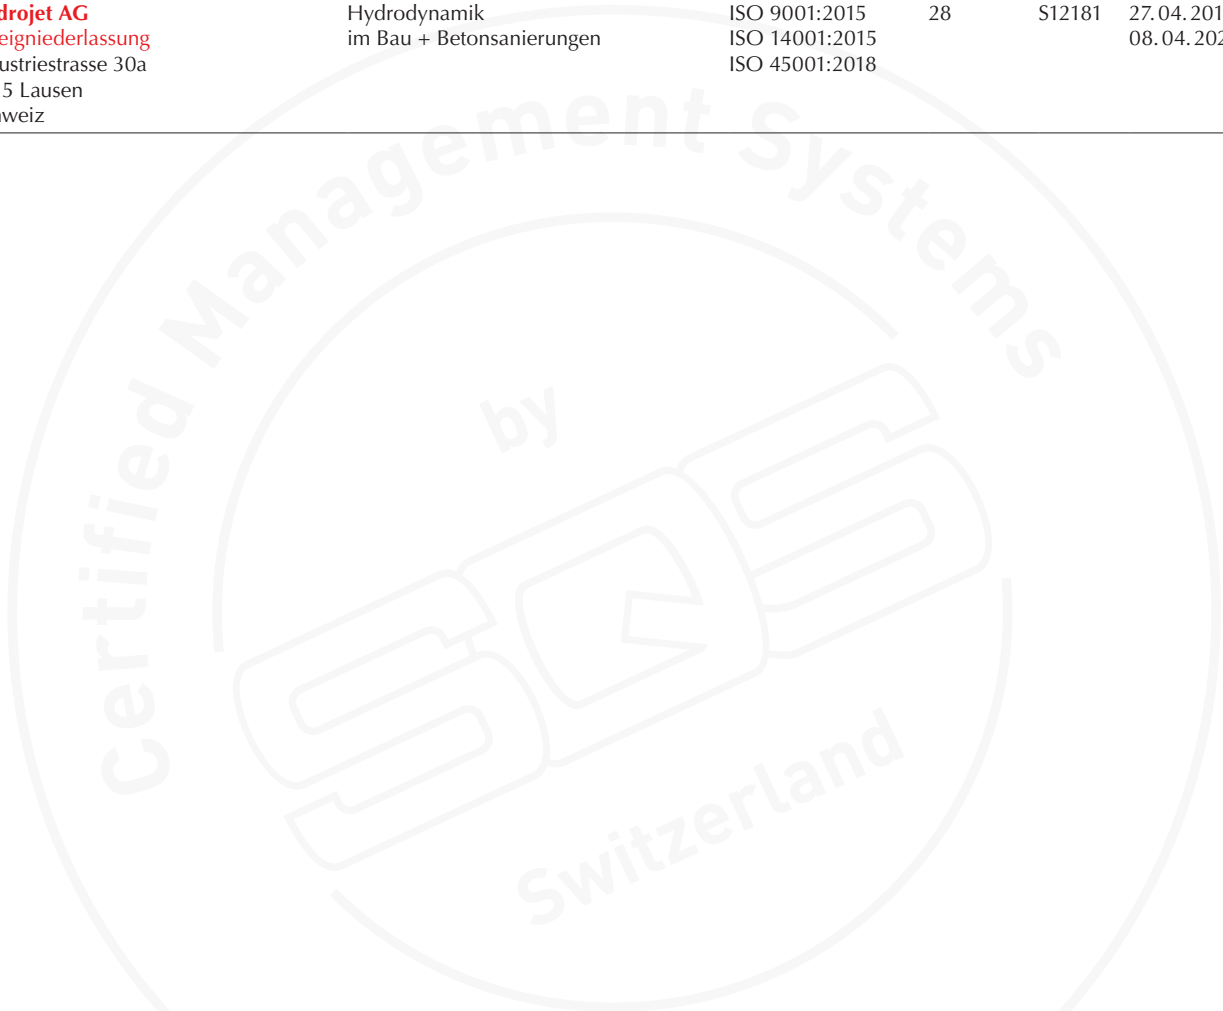 drojet AG Hydrodynamik ISO 9001:2015 28 S12181 27.04.201
eigniederlassung im Bau + Betonsanierungen ISO 14001:2015 08.04.202
ustriestrasse 30a ISO 45001:2018
5 Lausen
weiz
Certified Management Systems
by
SQS
Switzerland